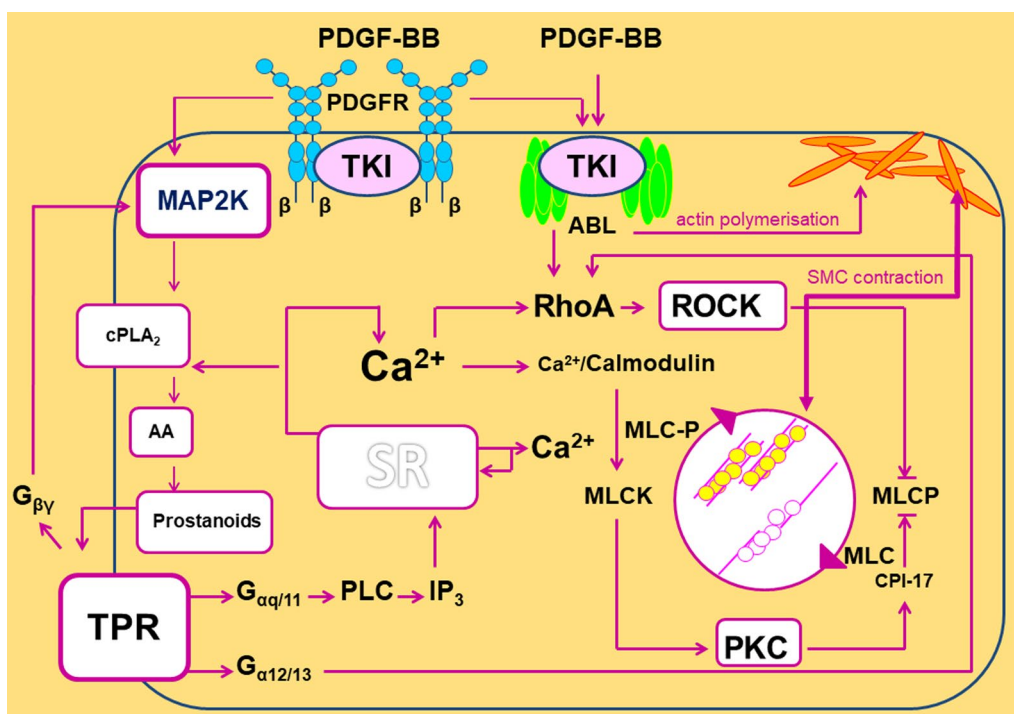 PDGF-BB
PDGF-BB
PDGFR
TKI
TKI
MAP2K
β β
β β
ABL
actin polymerisation
SMC contraction
cPLA₂
RhoA
ROCK
Ca²⁺
Ca²⁺/Calmodulin
AA
SR
Ca²⁺
MLC-P
Gβγ
Prostanoids
MLCK
MLCP
MLC
CPI-17
TPR
Gαq/11
PLC
IP₃
PKC
Gα12/13